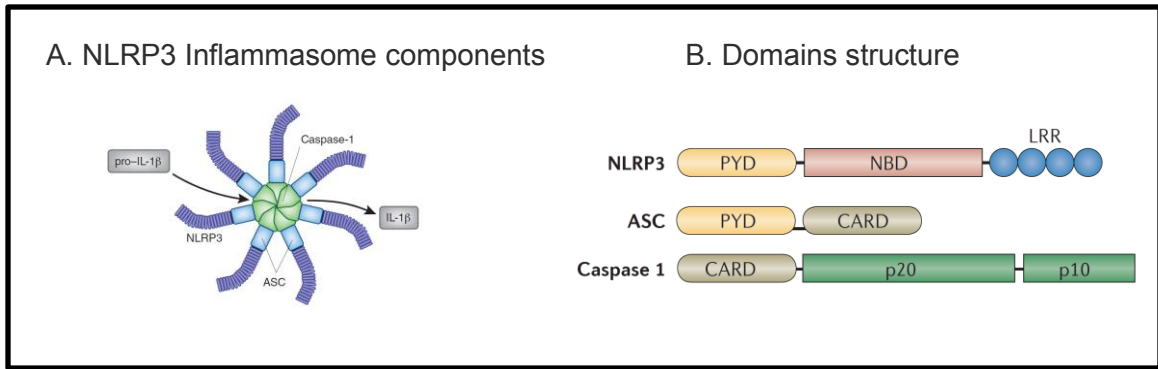 A. NLRP3 Inflammasome components
Caspase-1
pro–IL-1β
IL-1β
NLRP3
ASC
B. Domains structure
LRR
NLRP3 PYD NBD
ASC PYD CARD
Caspase 1 CARD p20 p10